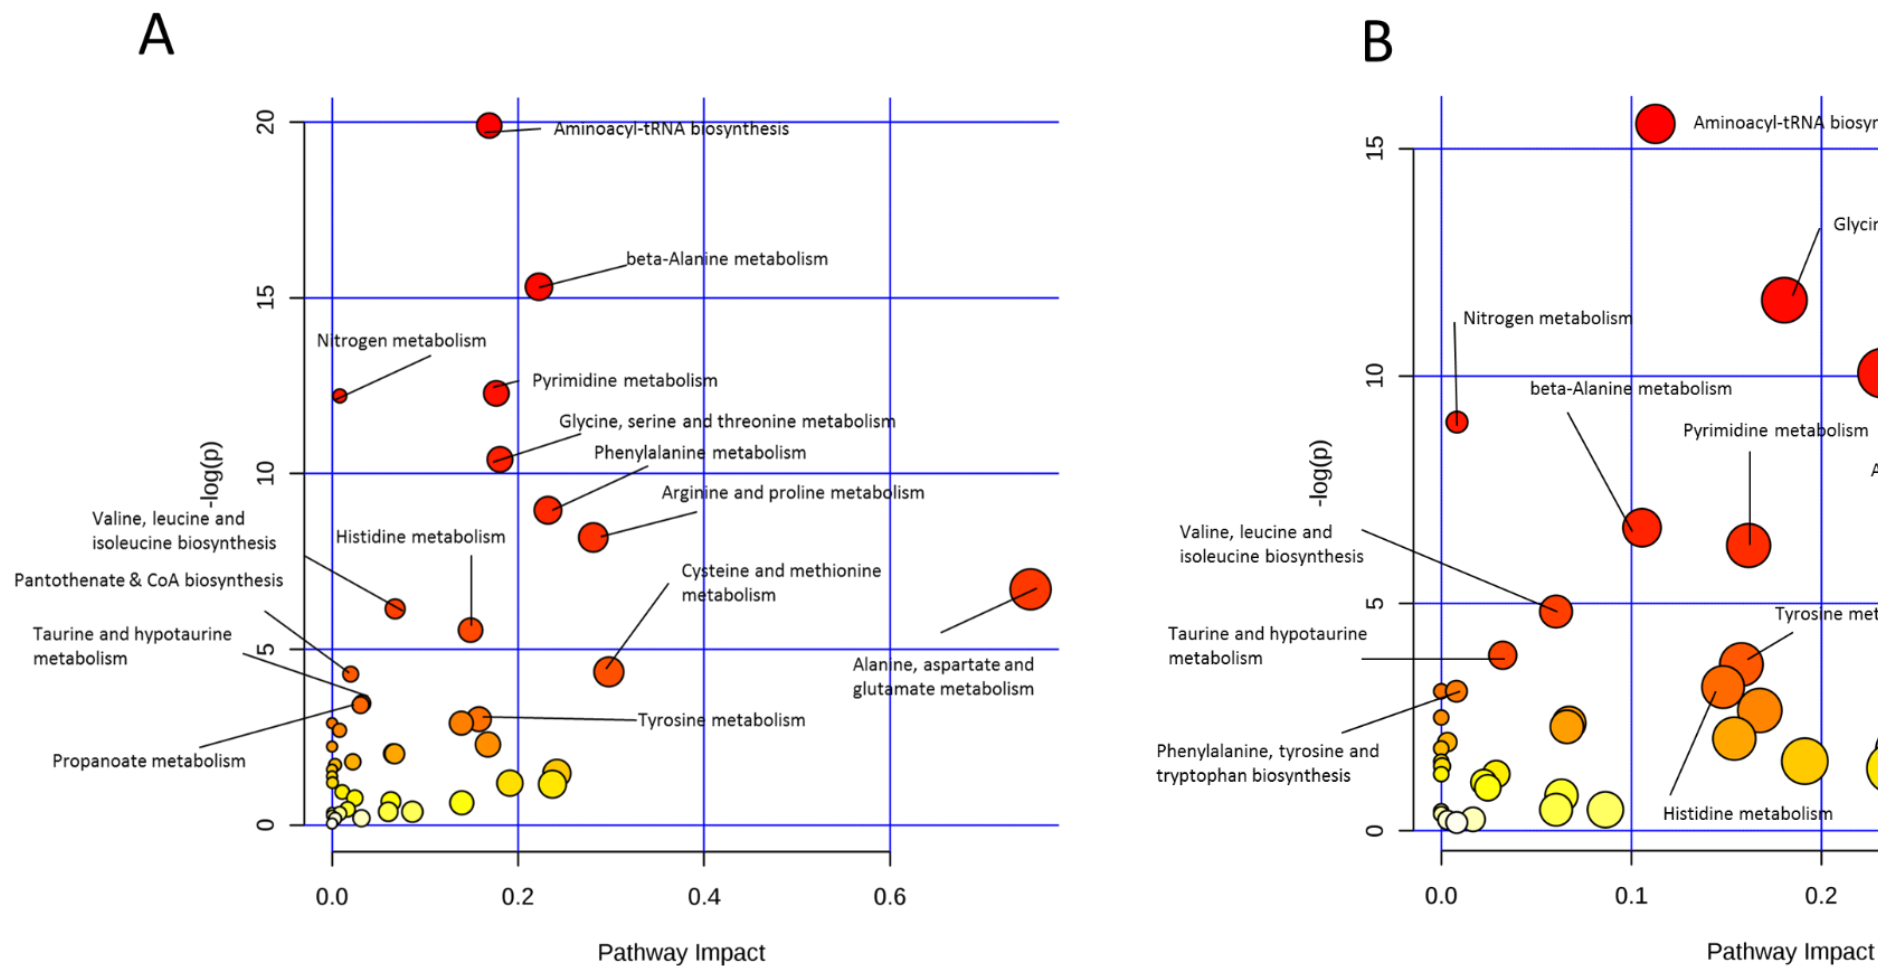 A
20
15
10
5
0
-log(p)
Aminoacyl-tRNA biosynthesis
beta-Alanine metabolism
Nitrogen metabolism
Pyrimidine metabolism
Glycine, serine and threonine metabolism
Phenylalanine metabolism
Arginine and proline metabolism
Valine, leucine and
isoleucine biosynthesis
Histidine metabolism
Pantothenate & CoA biosynthesis
Cysteine and methionine
metabolism
Taurine and hypotaurine
metabolism
Alanine, aspartate and
glutamate metabolism
Tyrosine metabolism
Propanoate metabolism
0.0 0.2 0.4 0.6
Pathway Impact
B
15
10
5
0
-log(p)
Aminoacyl-tRNA
Nitrogen metabolism
beta-Alanine metabolism
Pyrimidine metabolism
Valine, leucine and
isoleucine biosynthesis
Tyrosine
Taurine and hypotaurine
metabolism
Phenylalanine, tyrosine and
tryptophan biosynthesis
Histidine metabolism
0.0 0.1 0.2
Pathway Impact